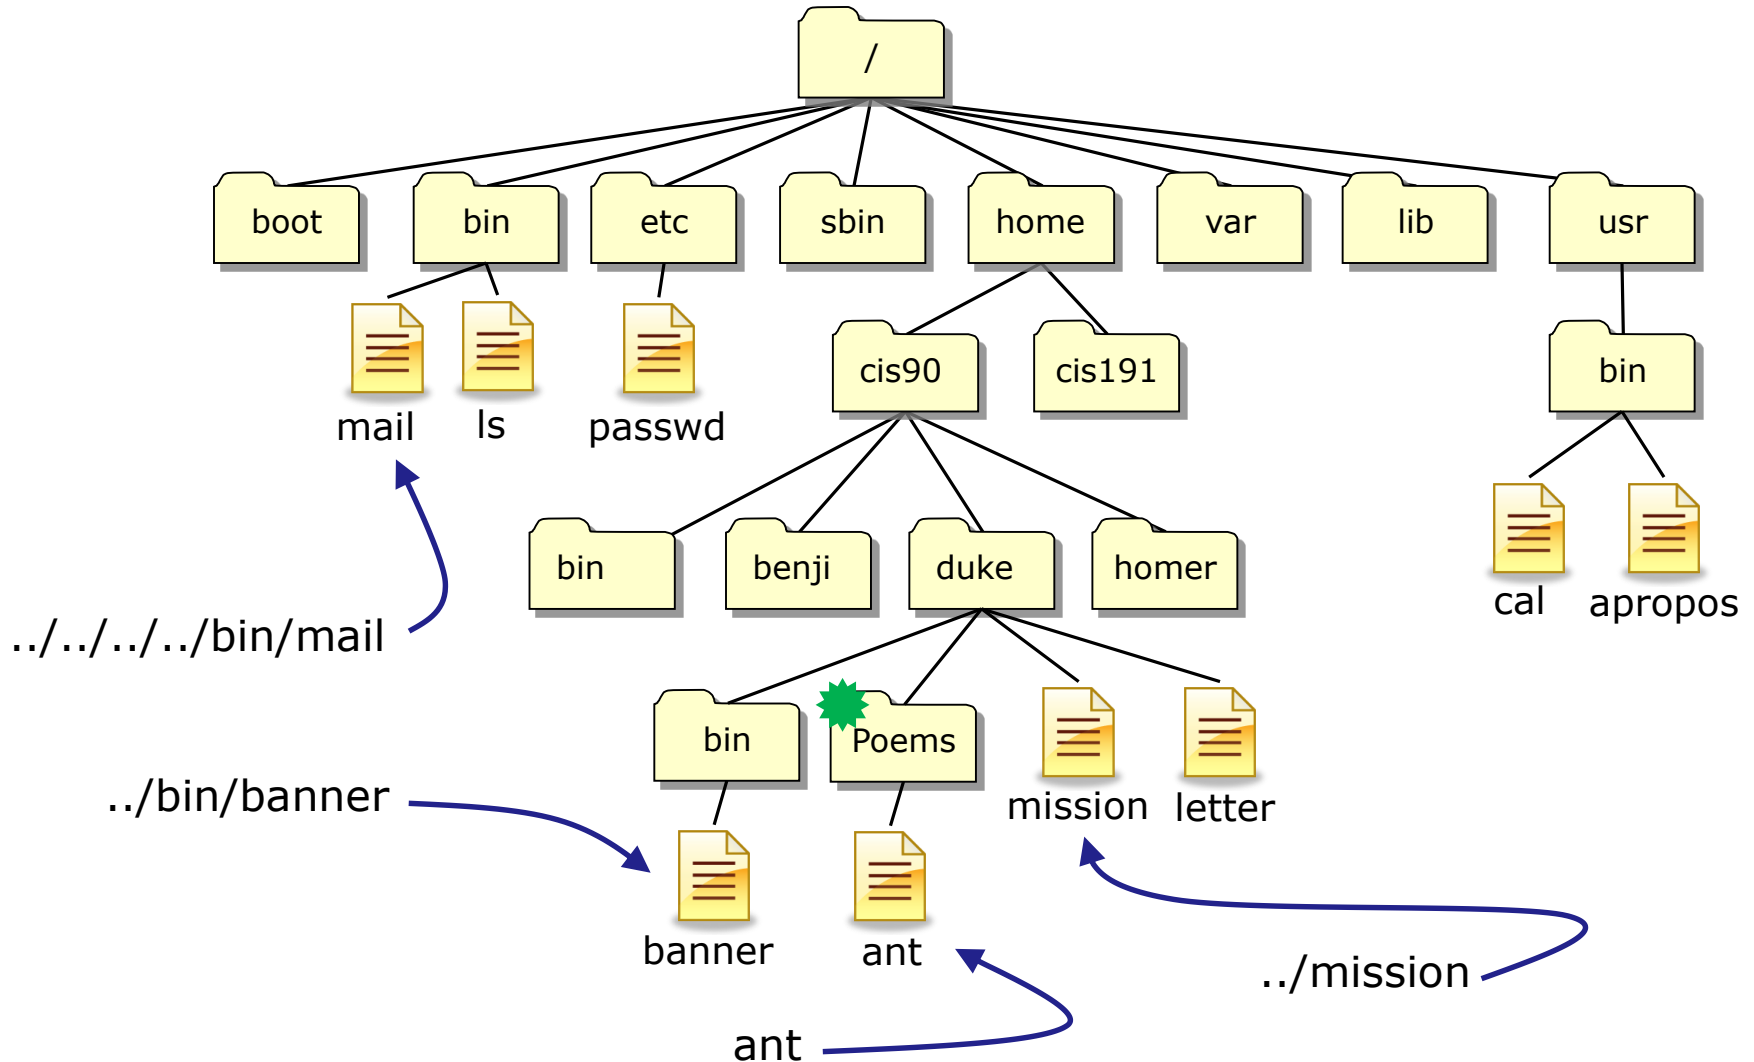 /
boot
bin
etc
sbin
home
var
lib
usr
mail
ls
passwd
cis90
cis191
bin
bin
benji
duke
homer
cal
apropos
../../../../bin/mail
bin
Poems
mission
letter
../bin/banner
banner
ant
../mission
ant